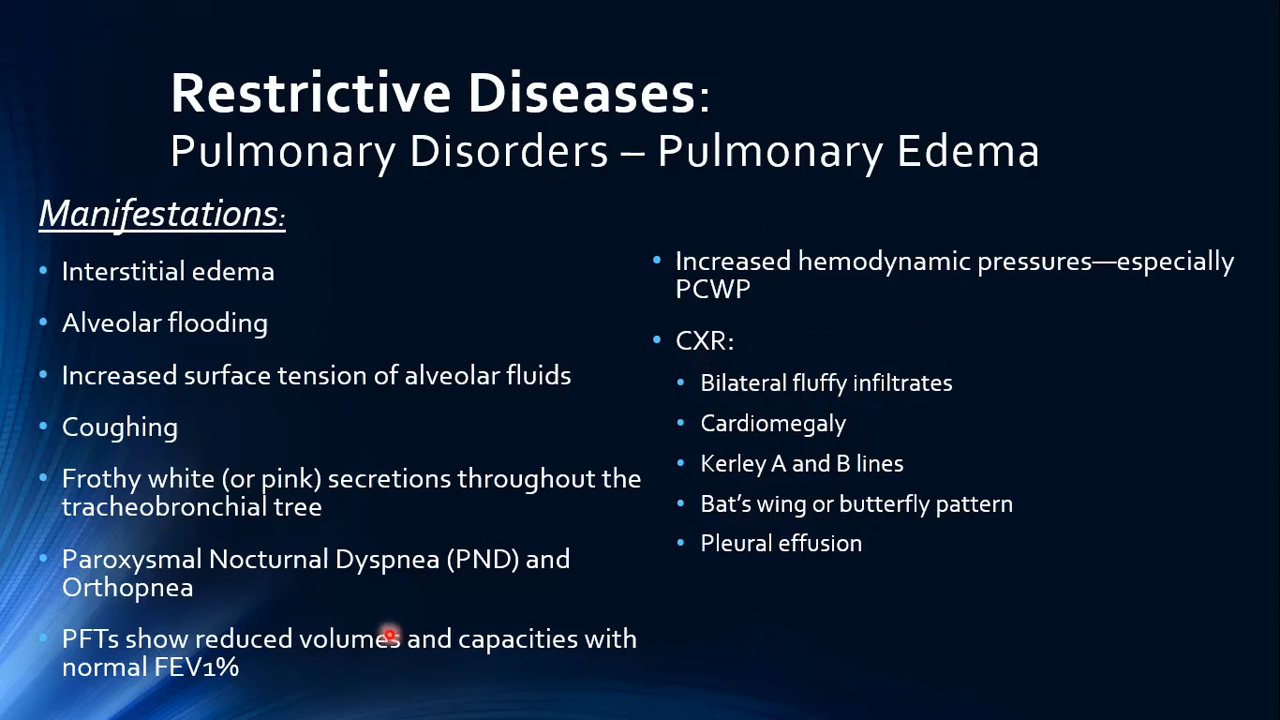 Restrictive Diseases:
Pulmonary Disorders – Pulmonary Edema
Manifestations:
• Interstitial edema
• Alveolar flooding
• Increased surface tension of alveolar fluids
• Coughing
• Frothy white (or pink) secretions throughout the
tracheobronchial tree
• Paroxysmal Nocturnal Dyspnea (PND) and
Orthopnea
• PFTs show reduced volumes and capacities with
normal FEV1%
• Increased hemodynamic pressures—especially
PCWP
• CXR:
• Bilateral fluffy infiltrates
• Cardiomegaly
• Kerley A and B lines
• Bat’s wing or butterfly pattern
• Pleural effusion